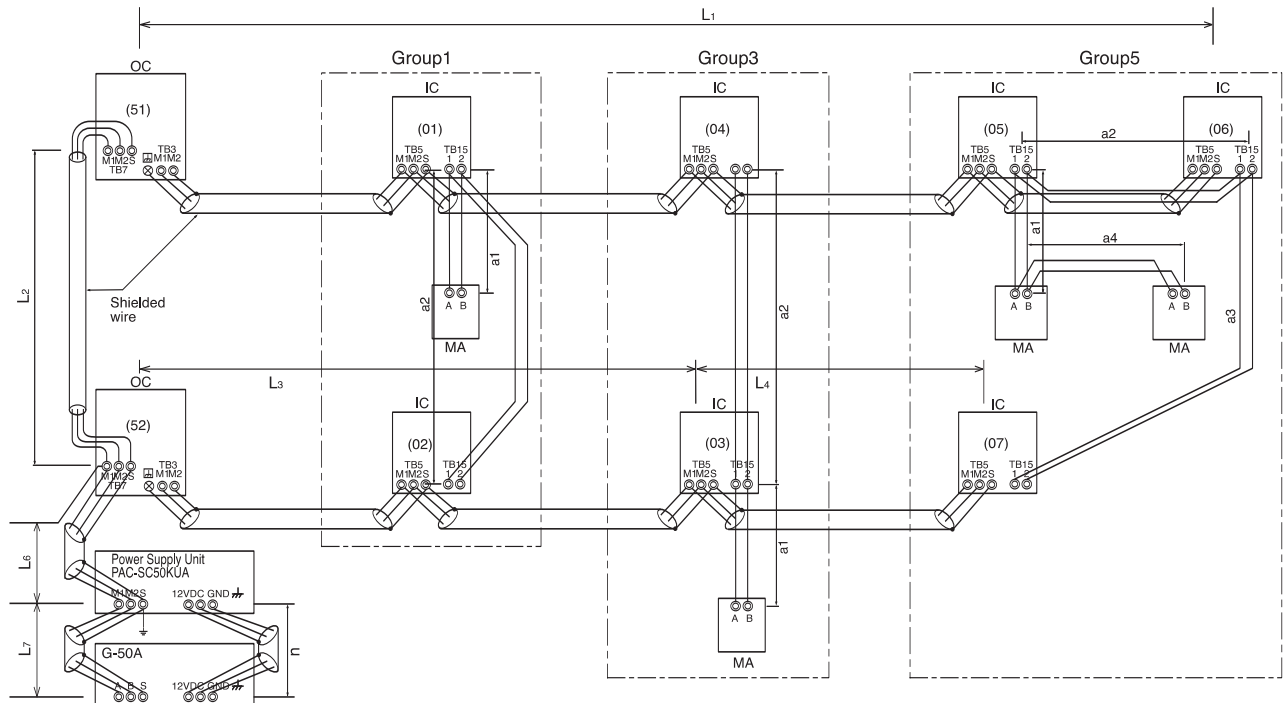 L1
Group1
Group3
Group5
OC
(51)
M1M2S
TB7
TB3
M1M2
IC
(01)
TB5
M1M2S
TB15
1 2
IC
(04)
TB5
M1M2S
IC
(05)
TB5
M1M2S
TB15
1 2
a2
IC
(06)
TB5
M1M2S
TB15
1 2
L2
Shielded
wire
a2
a1
A B
MA
a2
a1
a4
A B
MA
A B
MA
a3
L3
L4
OC
(52)
M1M2S
TB7
TB3
M1M2
IC
(02)
TB5
M1M2S
TB15
1 2
IC
(03)
TB5
M1M2S
TB15
1 2
IC
(07)
TB5
M1M2S
TB15
1 2
a1
A B
MA
L6
Power Supply Unit
PAC-SC50KUA
M1M2S
12VDC GND
L7
n
G-50A
A B S
12VDC GND